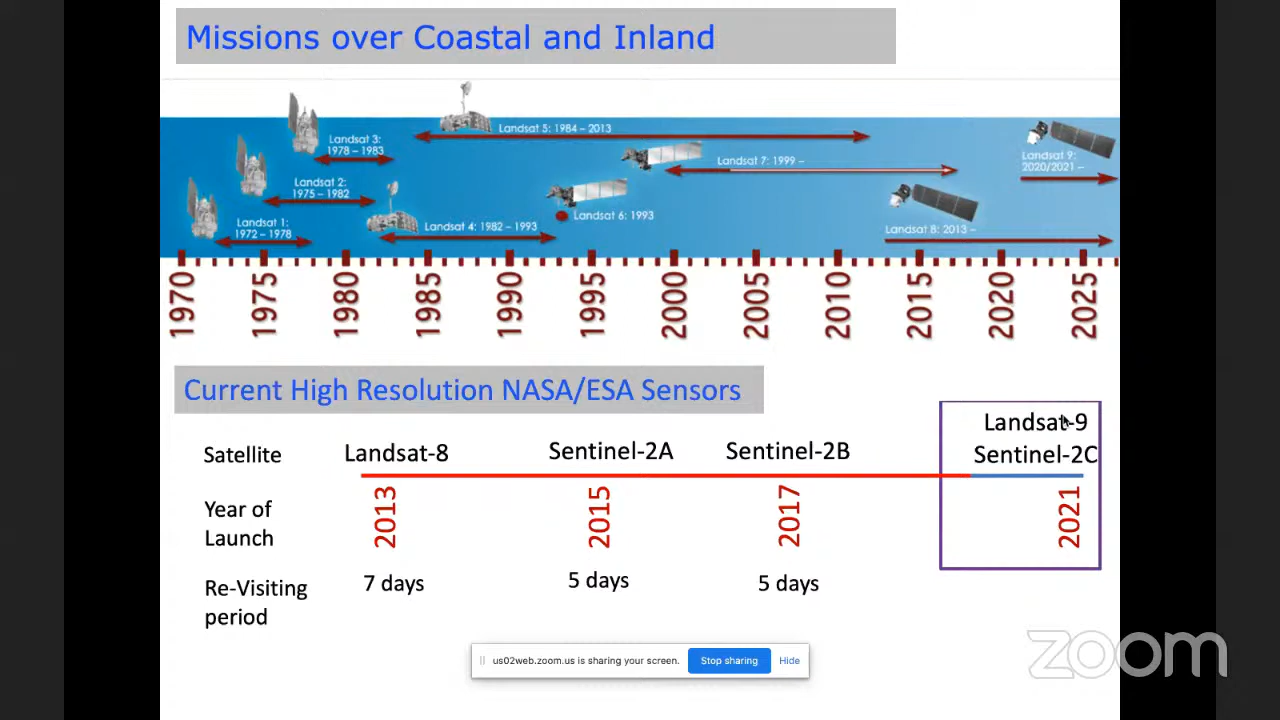 Missions over Coastal and Inland
Landsat 3:
1978 – 1983
Landsat 5: 1984 – 2013
Landsat 7: 1999 –
Landsat 9:
2020/2021 –
Landsat 2:
1975 – 1982
Landsat 1:
1972 – 1978
Landsat 4: 1982 – 1993
Landsat 6: 1993
Landsat 8: 2013 –
1970 1975 1980 1985 1990 1995 2000 2005 2010 2015 2020 2025
Current High Resolution NASA/ESA Sensors
Landsat-9
Satellite Landsat-8 Sentinel-2A Sentinel-2B Sentinel-2C
Year of
Launch
2013 2015 2017 2021
Re-Visiting
period
7 days 5 days 5 days
us02web.zoom.us is sharing your screen. Stop sharing Hide
zoom